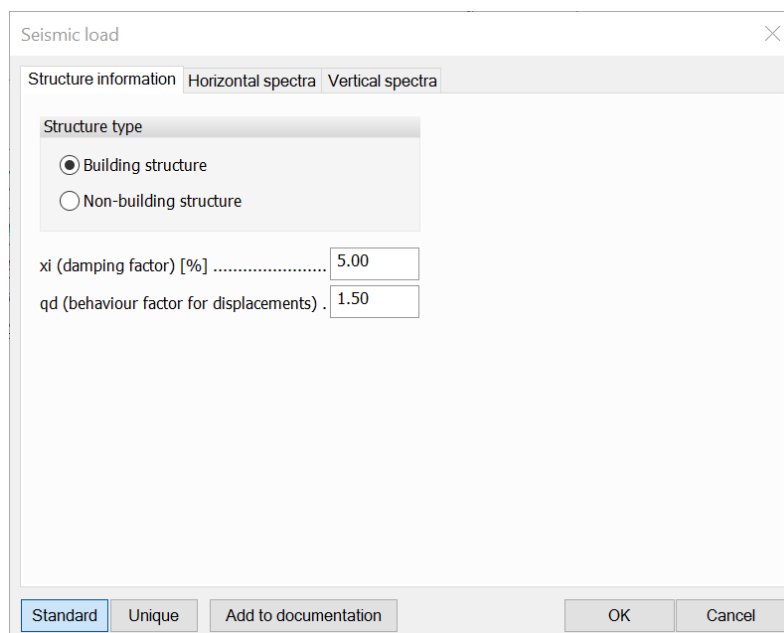 Seismic load
Structure information Horizontal spectra Vertical spectra
Structure type
Building structure
Non-building structure
xi (damping factor) [%] ....................... 5.00
qd (behaviour factor for displacements) . 1.50
Standard Unique Add to documentation OK Cancel